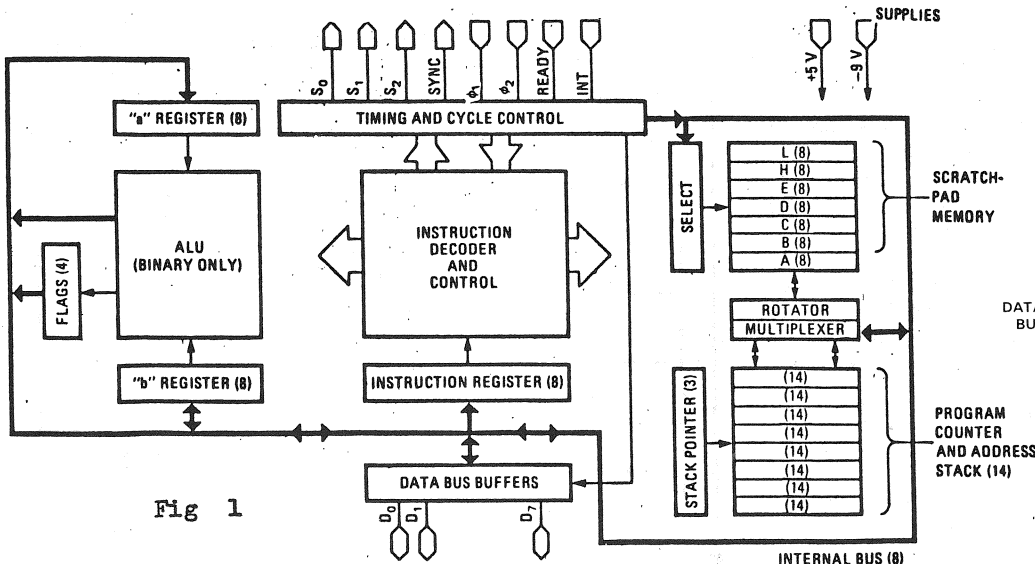 SUPPLIES
S0
S1
S2
SYNC
ϕ1
ϕ2
READY
INT
+5 V
-9 V
"a" REGISTER (8)
TIMING AND CYCLE CONTROL
ALU
(BINARY ONLY)
FLAGS (4)
"b" REGISTER (8)
INSTRUCTION
DECODER
AND
CONTROL
INSTRUCTION REGISTER (8)
SELECT
L (8)
H (8)
E (8)
D (8)
C (8)
B (8)
A (8)
SCRATCH-
PAD
MEMORY
ROTATOR
MULTIPLEXER
DATA
BU
STACK POINTER (3)
(14)
(14)
(14)
(14)
(14)
(14)
(14)
(14)
PROGRAM
COUNTER
AND ADDRESS
STACK (14)
DATA BUS BUFFERS
D0
D1
D7
Fig 1
INTERNAL BUS (8)